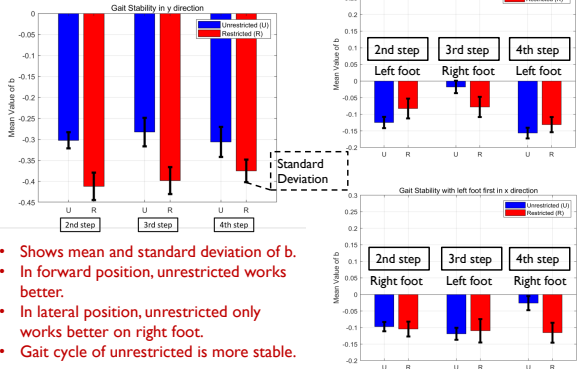 Gait Stability in y direction
Unrestricted (U)
Restricted (R)
Mean Value of b
0
-0.05
-0.1
-0.15
-0.2
-0.25
-0.3
-0.35
-0.4
-0.45
U R U R U R
2nd step 3rd step 4th step
Standard
Deviation
• Shows mean and standard deviation of b.
• In forward position, unrestricted works
better.
• In lateral position, unrestricted only
works better on right foot.
• Gait cycle of unrestricted is more stable.
Mean Value of b
0.2
0.15
0.1
0.05
0
-0.05
-0.1
-0.15
-0.2
2nd step 3rd step 4th step
Left foot Right foot Left foot
U R U R U R
Gait Stability with left foot first in x direction
Unrestricted (U)
Restricted (R)
Mean Value of b
0.3
0.25
0.2
0.15
0.1
0.05
0
-0.05
-0.1
-0.15
-0.2
2nd step 3rd step 4th step
Right foot Left foot Right foot
U R U R U R